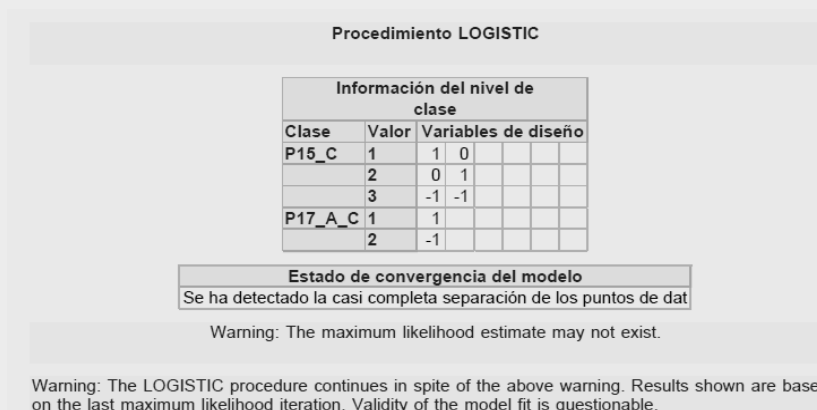 Procedimiento LOGISTIC
Información del nivel de
clase
Clase Valor Variables de diseño
P15_C 1 1 0
2 0 1
3 -1 -1
P17_A_C 1 1
2 -1
Estado de convergencia del modelo
Se ha detectado la casi completa separación de los puntos de dat
Warning: The maximum likelihood estimate may not exist.
Warning: The LOGISTIC procedure continues in spite of the above warning. Results shown are base
on the last maximum likelihood iteration. Validity of the model fit is questionable.